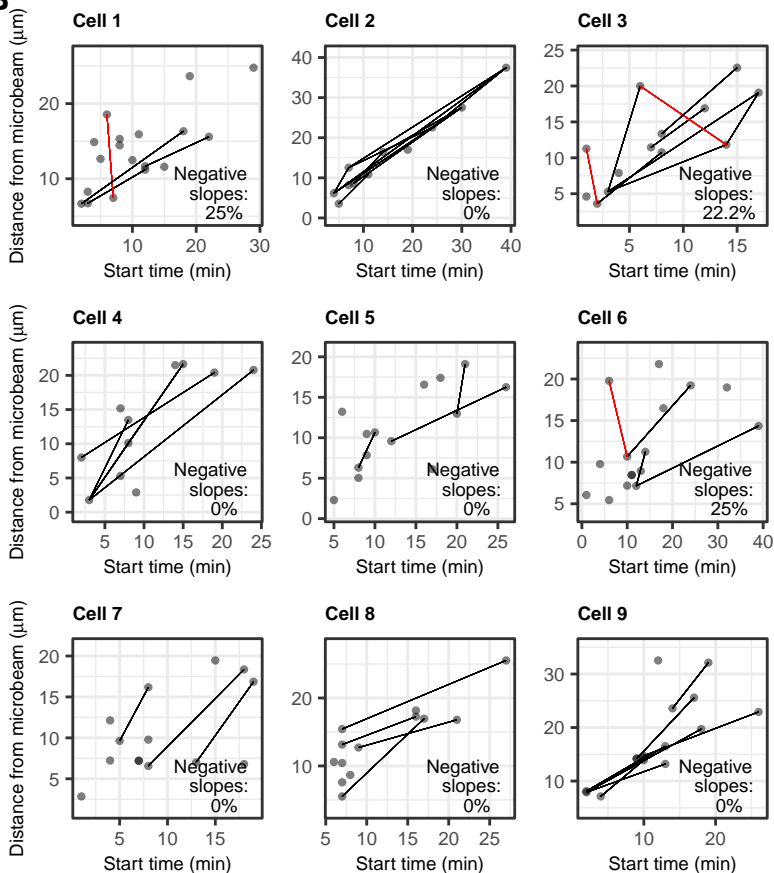 Cell 1
Cell 2
Cell 3
Distance from microbeam (μm)
20
10
10
20
30
Negative
slopes:
25%
Start time (min)
40
30
20
10
0
10
20
30
40
Negative
slopes:
0%
Start time (min)
25
20
15
10
5
5
10
15
Negative
slopes:
22.2%
Start time (min)
Cell 4
Cell 5
Cell 6
Distance from microbeam (μm)
20
15
10
5
0
5
10
15
20
25
Negative
slopes:
0%
Start time (min)
20
15
10
5
0
5
10
15
20
25
Negative
slopes:
0%
Start time (min)
20
15
10
5
0
10
20
30
40
Negative
slopes:
25%
Start time (min)
Cell 7
Cell 8
Cell 9
Distance from microbeam (μm)
20
15
10
5
5
10
15
Negative
slopes:
0%
Start time (min)
20
10
5
10
15
20
25
Negative
slopes:
0%
Start time (min)
30
20
10
10
20
Negative
slopes:
0%
Start time (min)